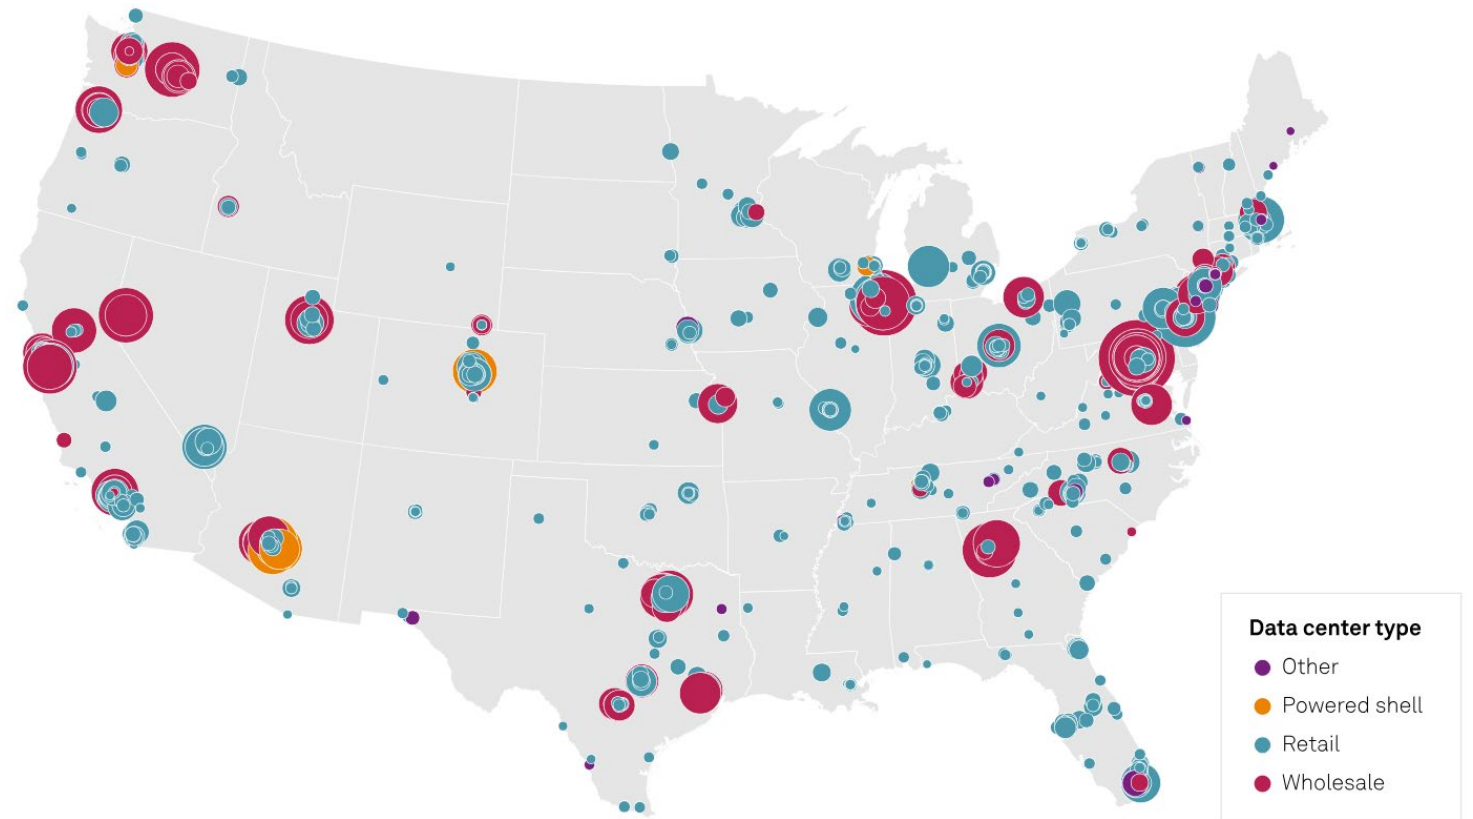 Data center type
Other
Powered shell
Retail
Wholesale